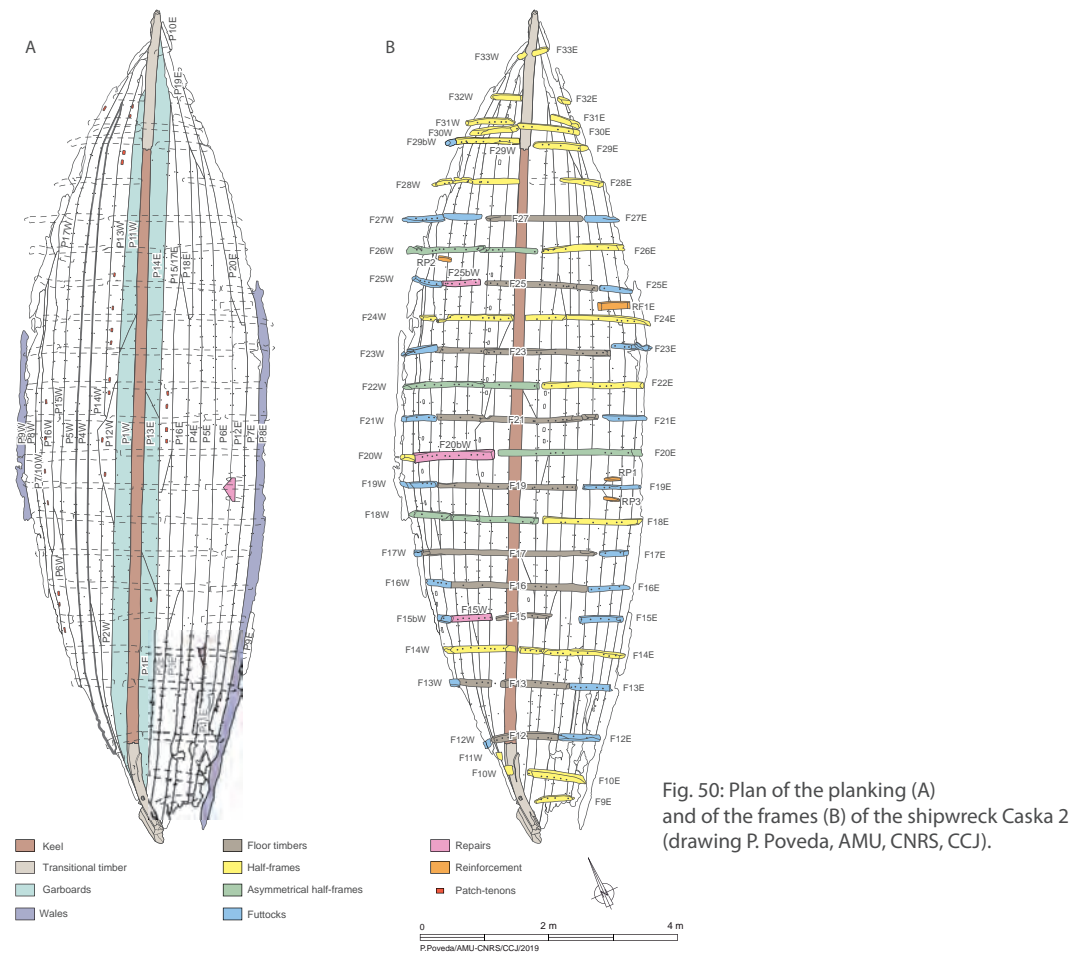 A
P10E
P19E
P17W
P13W
P11W
P14E
P15/17E
P18E
P20E
P9W
P8W
P7/10W
P16W
P15W
P5W
P4W
P14W
P12W
P1W
P13E
P16E
P4E
P5E
P6E
P12E
P7E
P8E
P6W
P2W
P1E
P3E
P11E
P9E
B
F33W
F33E
F32W
F32E
F31W
F31E
F30W
F30E
F29bW
F29W
F29E
F28W
F28E
F27W
F27
F27E
F26W
F26E
RP2
F25W
F25bW
F25
F25E
RF1E
F24W
F24E
F23W
F23
F23E
F22W
F22E
F21W
F21
F21E
F20W
F20bW
F20E
RP1
F19W
F19
F19E
RP3
F18W
F18E
F17W
F17
F17E
F16W
F16
F16E
F15bW
F15W
F15
F15E
F14W
F14E
F13W
F13
F13E
F12W
F12
F12E
F11W
F10W
F10E
F9E
Fig. 50: Plan of the planking (A)
and of the frames (B) of the shipwreck Caska 2
(drawing P. Poveda, AMU, CNRS, CCJ).
Keel
Transitional timber
Garboards
Wales
Floor timbers
Half-frames
Asymmetrical half-frames
Futtocks
Repairs
Reinforcement
Patch-tenons
0 2 m 4 m
P.Poveda/AMU-CNRS/CCJ/2019